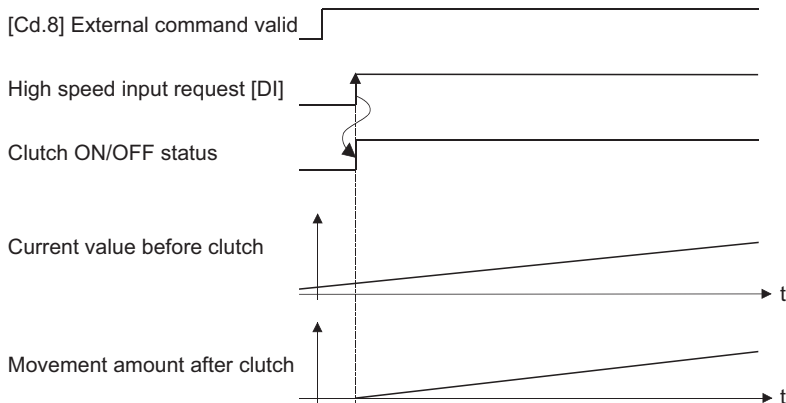 [Cd.8] External command valid
High speed input request [DI]
Clutch ON/OFF status
Current value before clutch
t
Movement amount after clutch
t